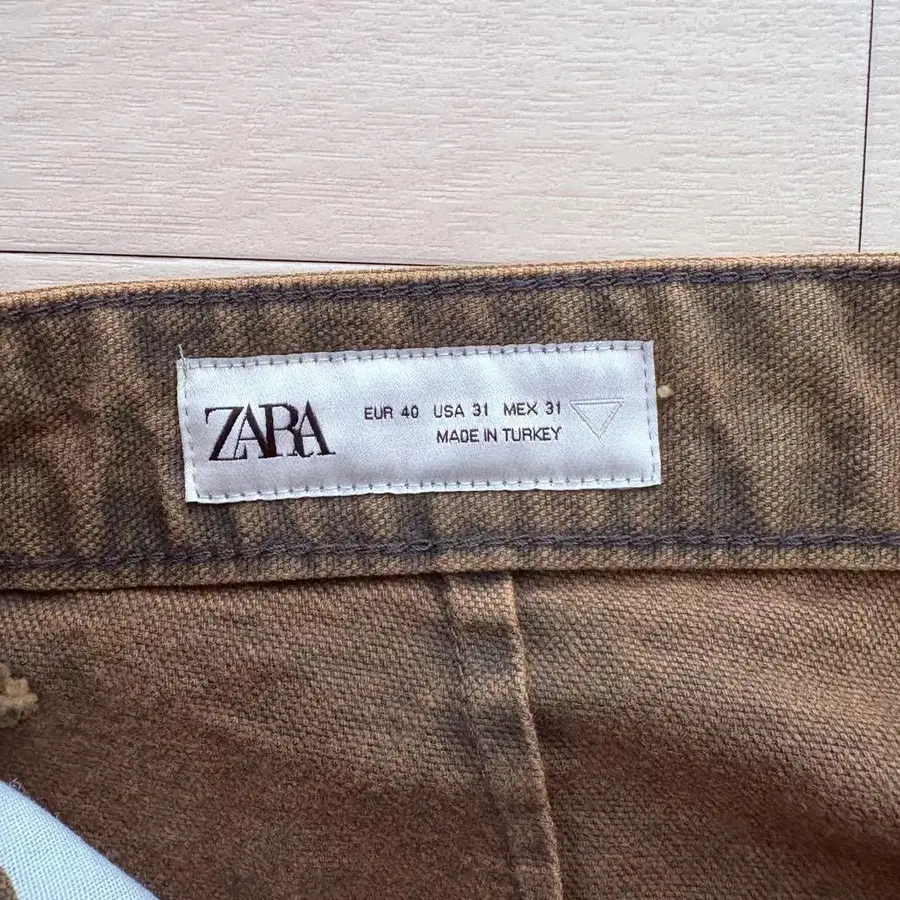 ZARA
EUR 40 USA 31 MEX 31
MADE IN TURKEY